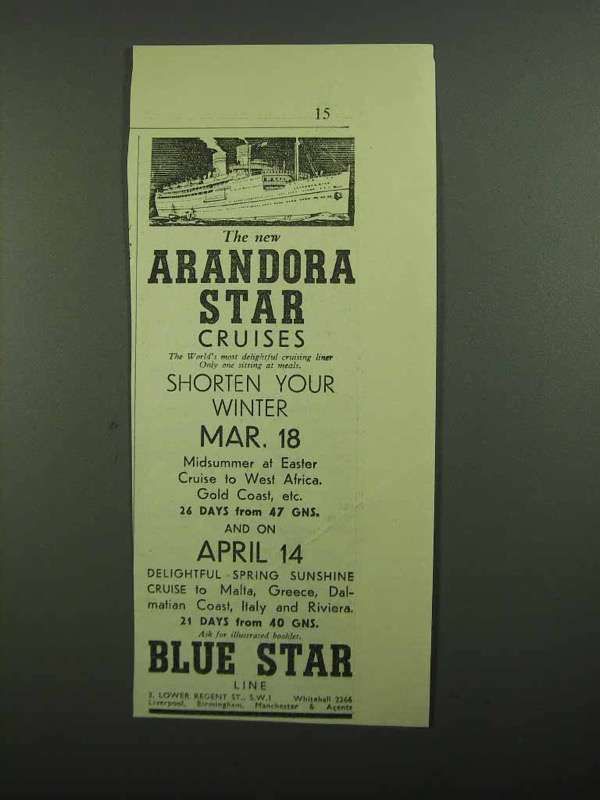 15
The new
ARANDORA
STAR
CRUISES
The World's most delightful cruising liner
Only one sitting at meals.
SHORTEN YOUR
WINTER
MAR. 18
Midsummer at Easter
Cruise to West Africa.
Gold Coast, etc.
26 DAYS from 47 GNS.
AND ON
APRIL 14
DELIGHTFUL SPRING SUNSHINE
CRUISE to Malta, Greece, Dal-
matian Coast, Italy and Riviera.
21 DAYS from 40 GNS.
Ask for illustrated booklet.
BLUE STAR
LINE
3, LOWER REGENT ST., S.W.1 Whitehall 2266
Liverpool, Birmingham, Manchester & Agents